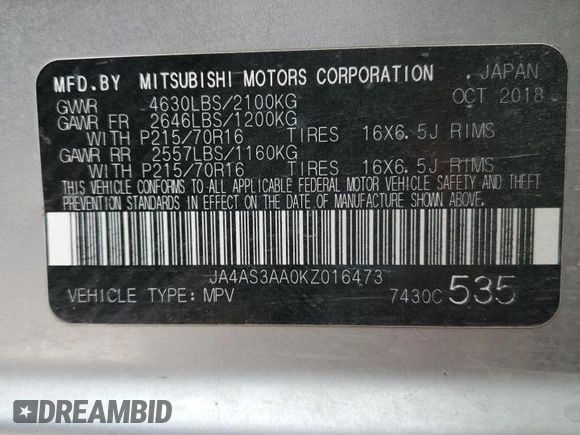 MFD.BY MITSUBISHI MOTORS CORPORATION , JAPAN
GVWR 4630LBS/2100KG OCT 2018
GAWR FR 2646LBS/1200KG
WITH P215/70R16 TIRES 16X6.5J RIMS
GAWR RR 2557LBS/1160KG
WITH P215/70R16 TIRES 16X6.5J RIMS
THIS VEHICLE CONFORMS TO ALL APPLICABLE FEDERAL MOTOR VEHICLE SAFETY AND THEFT
PREVENTION STANDARDS IN EFFECT ON THE DATE OF MANUFACTURE SHOWN ABOVE.
JA4AS3AA0KZ016473
VEHICLE TYPE: MPV 7430C 535
DREAMBID